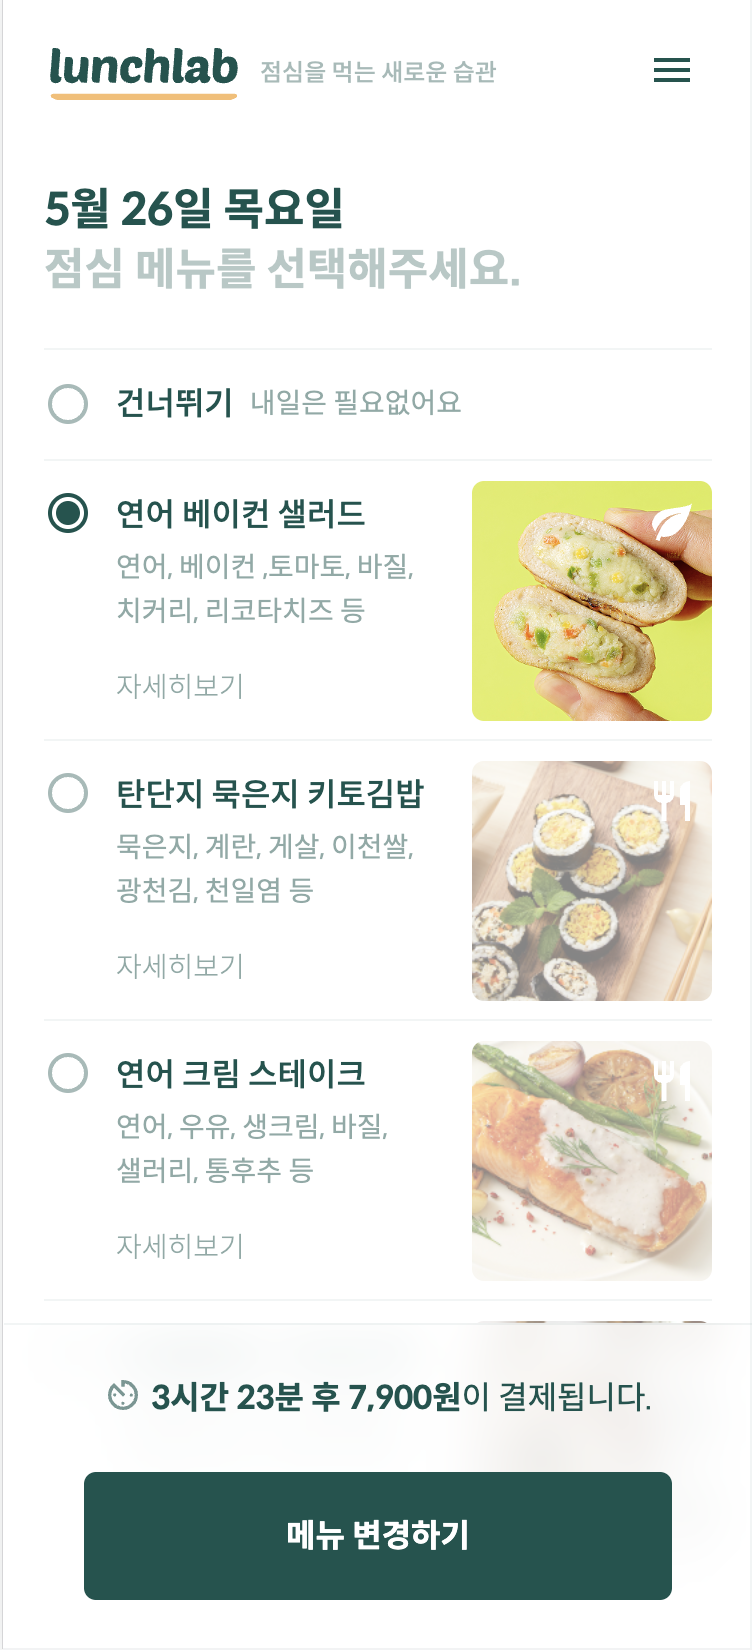 lunchlab 점심을 먹는 새로운 습관
5월 26일 목요일
점심 메뉴를 선택해주세요.
건너뛰기 내일은 필요없어요
연어 베이컨 샐러드
연어, 베이컨 ,토마토, 바질,
치커리, 리코타치즈 등
자세히보기
탄단지 묵은지 키토김밥
묵은지, 계란, 게살, 이천쌀,
광천김, 천일염 등
자세히보기
연어 크림 스테이크
연어, 우유, 생크림, 바질,
샐러리, 통후추 등
자세히보기
3시간 23분 후 7,900원이 결제됩니다.
메뉴 변경하기